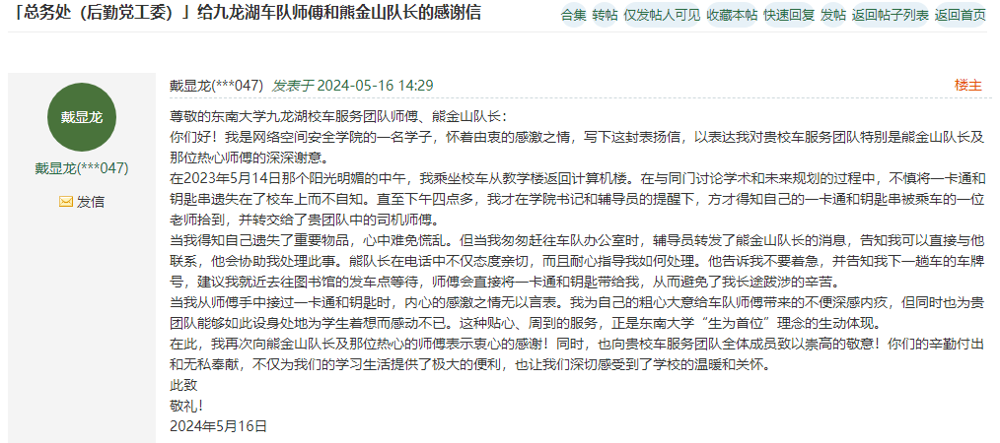 「总务处（后勤党工委）」给九龙湖车队师傅和熊金山队长的感谢信
合集 转帖 仅发帖人可见 收藏本帖 快速回复 发帖 返回帖子列表 返回首页
戴显龙
戴显龙(***047)
发信
戴显龙(***047) 发表于 2024-05-16 14:29
楼主
尊敬的东南大学九龙湖校车服务团队师傅、熊金山队长：
你们好！我是网络空间安全学院的一名学子，怀着由衷的感激之情，写下这封表扬信，以表达我对贵校车服务团队特别是熊金山队长及
那位热心师傅的深深谢意。
在2023年5月14日那个阳光明媚的中午，我乘坐校车从教学楼返回计算机楼。在与同门讨论学术和未来规划的过程中，不慎将一卡通和
钥匙串遗失在了校车上而不自知。直至下午四点多，我才在学院书记和辅导员的提醒下，方才得知自己的一卡通和钥匙串被乘车的一位
老师拾到，并转交给了贵团队中的司机师傅。
当我得知自己遗失了重要物品，心中难免慌乱。但当我匆匆赶往车队办公室时，辅导员转发了熊金山队长的消息，告知我可以直接与他
联系，他会协助我处理此事。熊队长在电话中不仅态度亲切，而且耐心指导我如何处理。他告诉我不要着急，并告知我下一趟车的车牌
号，建议我就近去往图书馆的发车点等待，师傅会直接将一卡通和钥匙带给我，从而避免了我长途跋涉的辛苦。
当我从师傅手中接过一卡通和钥匙时，内心的感激之情无以言表。我为自己的粗心大意给车队师傅带来的不便深感内疚，但同时也为贵
团队能够如此设身处地为学生着想而感动不已。这种贴心、周到的服务，正是东南大学“生为首位”理念的生动体现。
在此，我再次向熊金山队长及那位热心的师傅表示衷心的感谢！同时，也向贵校车服务团队全体成员致以崇高的敬意！你们的辛勤付出
和无私奉献，不仅为我们的学习生活提供了极大的便利，也让我们深切感受到了学校的温暖和关怀。
此致
敬礼！
2024年5月16日